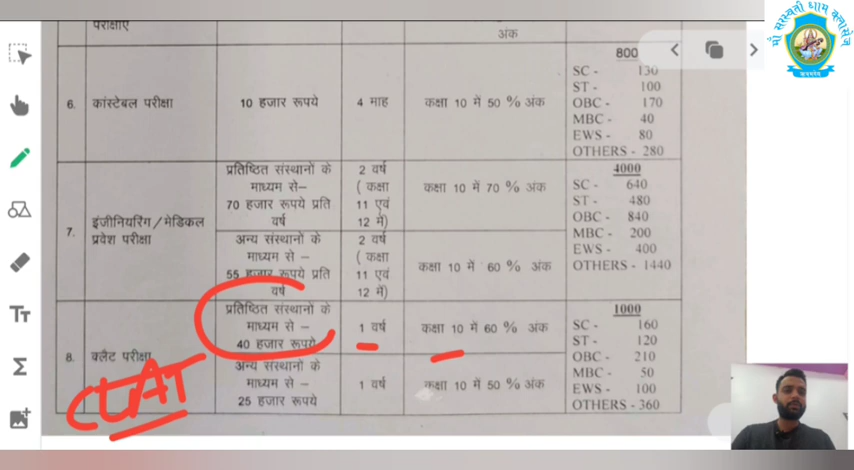 परीक्षाएं
अंक
6.
कांस्टेबल परीक्षा
10 हजार रूपये
4 माह
कक्षा 10 में 50 % अंक
800
SC - 130
ST - 100
OBC - 170
MBC - 40
EWS - 80
OTHERS - 280
7.
इंजीनियरिंग/मेडिकल
प्रवेश परीक्षा
प्रतिष्ठित संस्थानों के
माध्यम से–
70 हजार रूपये प्रति
वर्ष
2 वर्ष
( कक्षा
11 एवं
12 में)
कक्षा 10 में 70 % अंक
अन्य संस्थानों के
माध्यम से –
55 हजार रूपये प्रति
वर्ष
2 वर्ष
( कक्षा
11 एवं
12 में)
कक्षा 10 में 60 % अंक
4000
SC - 640
ST - 480
OBC - 840
MBC - 200
EWS - 400
OTHERS - 1440
8.
क्लैट परीक्षा
CLAT
प्रतिष्ठित संस्थानों के
माध्यम से –
40 हजार रूपये
1 वर्ष
कक्षा 10 में 60 % अंक
अन्य संस्थानों के
माध्यम से –
25 हजार रूपये
1 वर्ष
कक्षा 10 में 50 % अंक
1000
SC - 160
ST - 120
OBC - 210
MBC - 50
EWS - 100
OTHERS - 360
माँ सरस्वती धाम क्लासेज
Tт
Σ